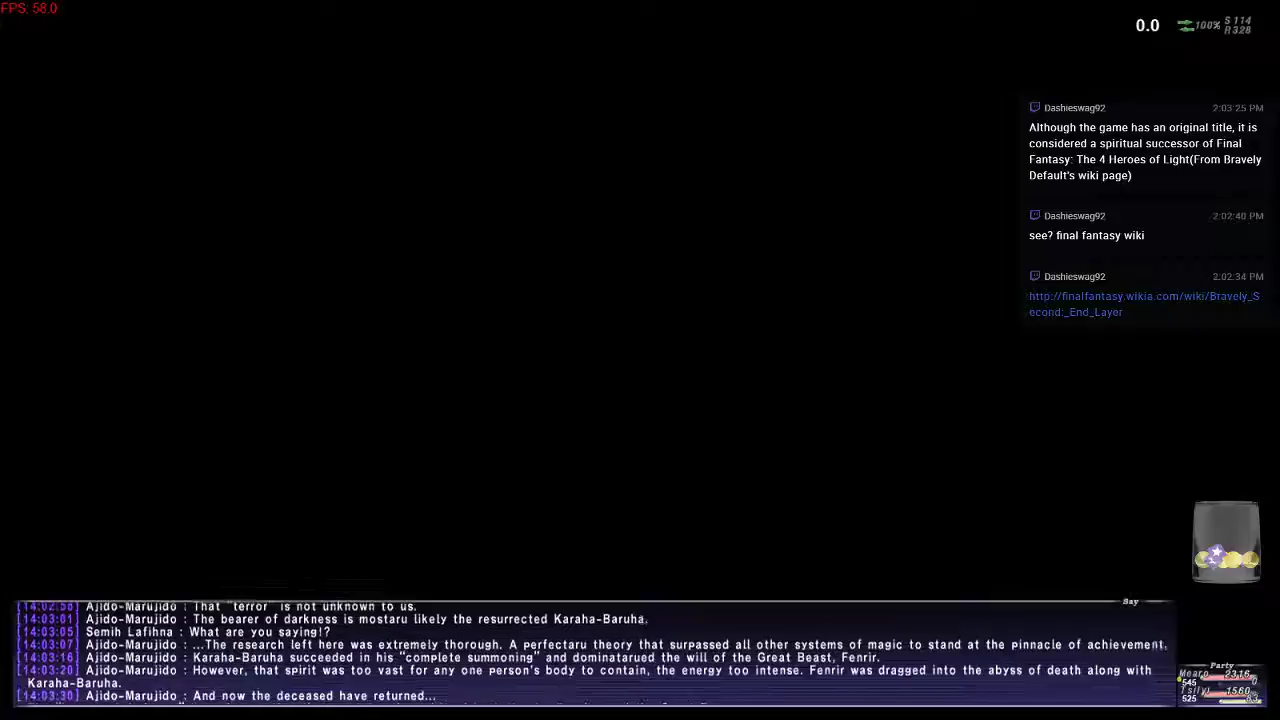 FPS: 58.0
0.0
100% S 114
R 328
Dashieswag92 2:03:25 PM
Although the game has an original title, it is
considered a spiritual successor of Final
Fantasy: The 4 Heroes of Light(From Bravely
Default's wiki page)
Dashieswag92 2:02:40 PM
see? final fantasy wiki
Dashieswag92 2:02:34 PM
http://finalfantasy.wikia.com/wiki/Bravely_S
econd:_End_Layer
Say
[14:02:58] Ajido-Marujido : That "terror" is not unknown to us.
[14:03:01] Ajido-Marujido : The bearer of darkness is mostaru likely the resurrected Karaha-Baruha.
[14:03:05] Semih Lafihna : What are you saying!?
[14:03:07] Ajido-Marujido : ...The research left here was extremely thorough. A perfectaru theory that surpassed all other systems of magic to stand at the pinnacle of achievement.
[14:03:16] Ajido-Marujido : Karaha-Baruha succeeded in his "complete summoning" and dominatarued the will of the Great Beast, Fenrir.
[14:03:20] Ajido-Marujido : However, that spirit was too vast for any one person's body to contain, the energy too intense. Fenrir was dragged into the abyss of death along with
Karaha-Baruha.
[14:03:30] Ajido-Marujido : And now the deceased have returned...
Party
2316
545
1560
525 83